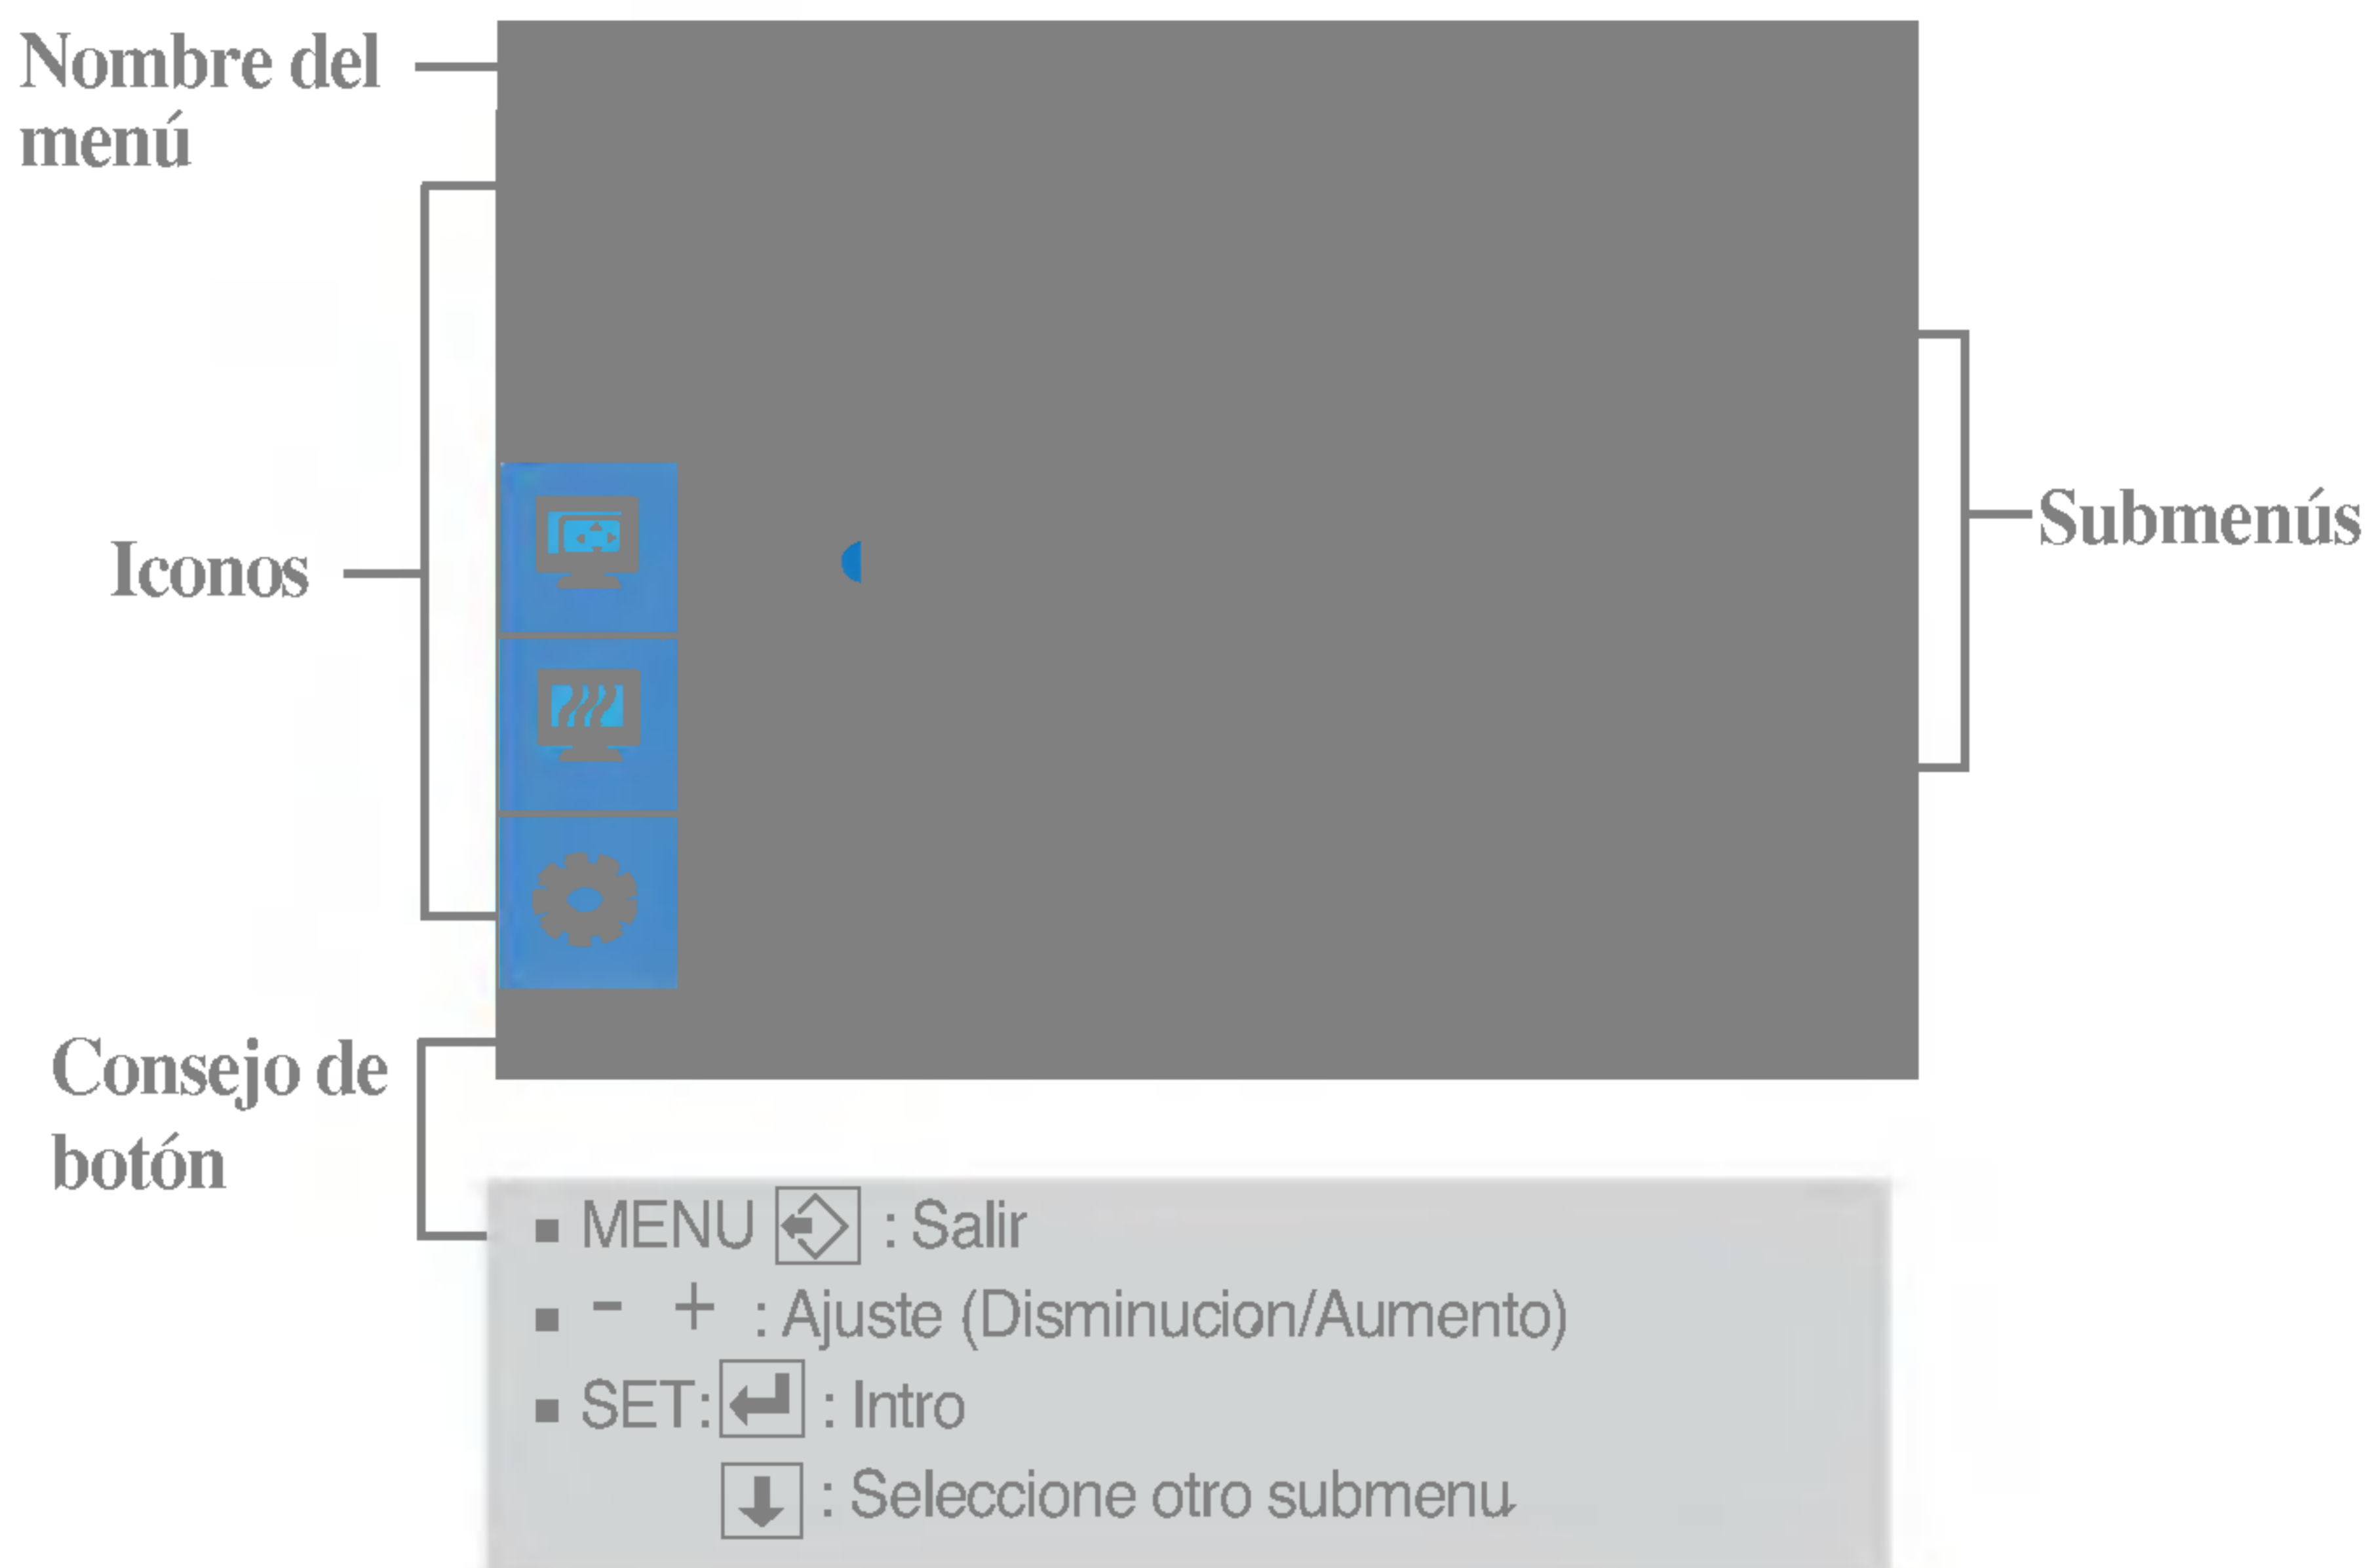 Nombre del
menú
Iconos
Submenús
Consejo de
botón
MENU : Salir
- + : Ajuste (Disminucion/Aumento)
SET: : Intro
: Seleccione otro submenu